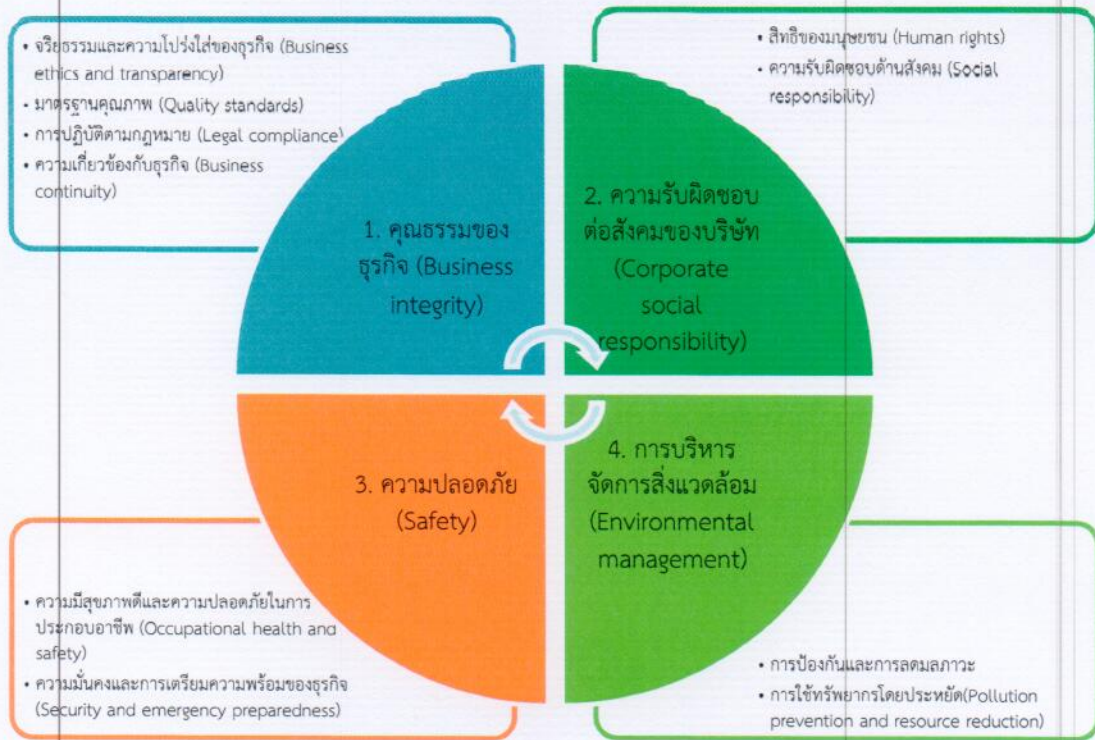 • จริยธรรมและความโปร่งใส่ของธุรกิจ (Business
ethics and transparency)
• มาตรฐานคุณภาพ (Quality standards)
• การปฏิบัติตามกฎหมาย (Legal compliance)
• ความเกี่ยวข้องกับธุรกิจ (Business
continuity)
• สิทธิของมนุษยชน (Human rights)
• ความรับผิดชอบด้านสังคม (Social
responsibility)
1. คุณธรรมของ
ธุรกิจ (Business
integrity)
2. ความรับผิดชอบ
ต่อสังคมของบริษัท
(Corporate
social
responsibility)
3. ความปลอดภัย
(Safety)
4. การบริหาร
จัดการสิ่งแวดล้อม
(Environmental
management)
• ความมีสุขภาพดีและความปลอดภัยในการ
ประกอบอาชีพ (Occupational health and
safety)
• ความมั่นคงและการเตรียมความพร้อมของธุรกิจ
(Security and emergency preparedness)
• การป้องกันและการลดมลภาวะ
• การใช้ทรัพยากรโดยประหยัด(Pollution
prevention and resource reduction)